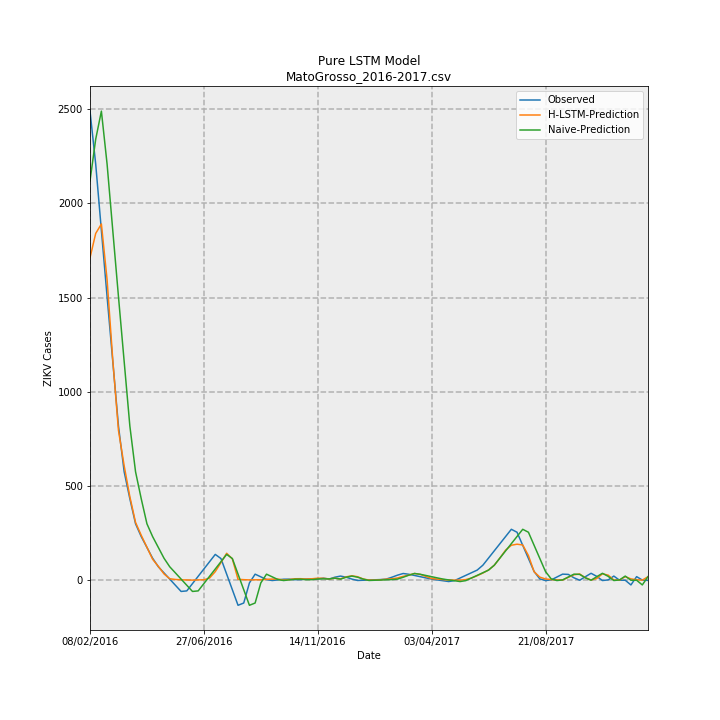 Pure LSTM Model
MatoGrosso_2016-2017.csv
Observed
H-LSTM-Prediction
Naive-Prediction
2500
2000
1500
1000
500
0
ZIKV Cases
08/02/2016
27/06/2016
14/11/2016
03/04/2017
21/08/2017
Date